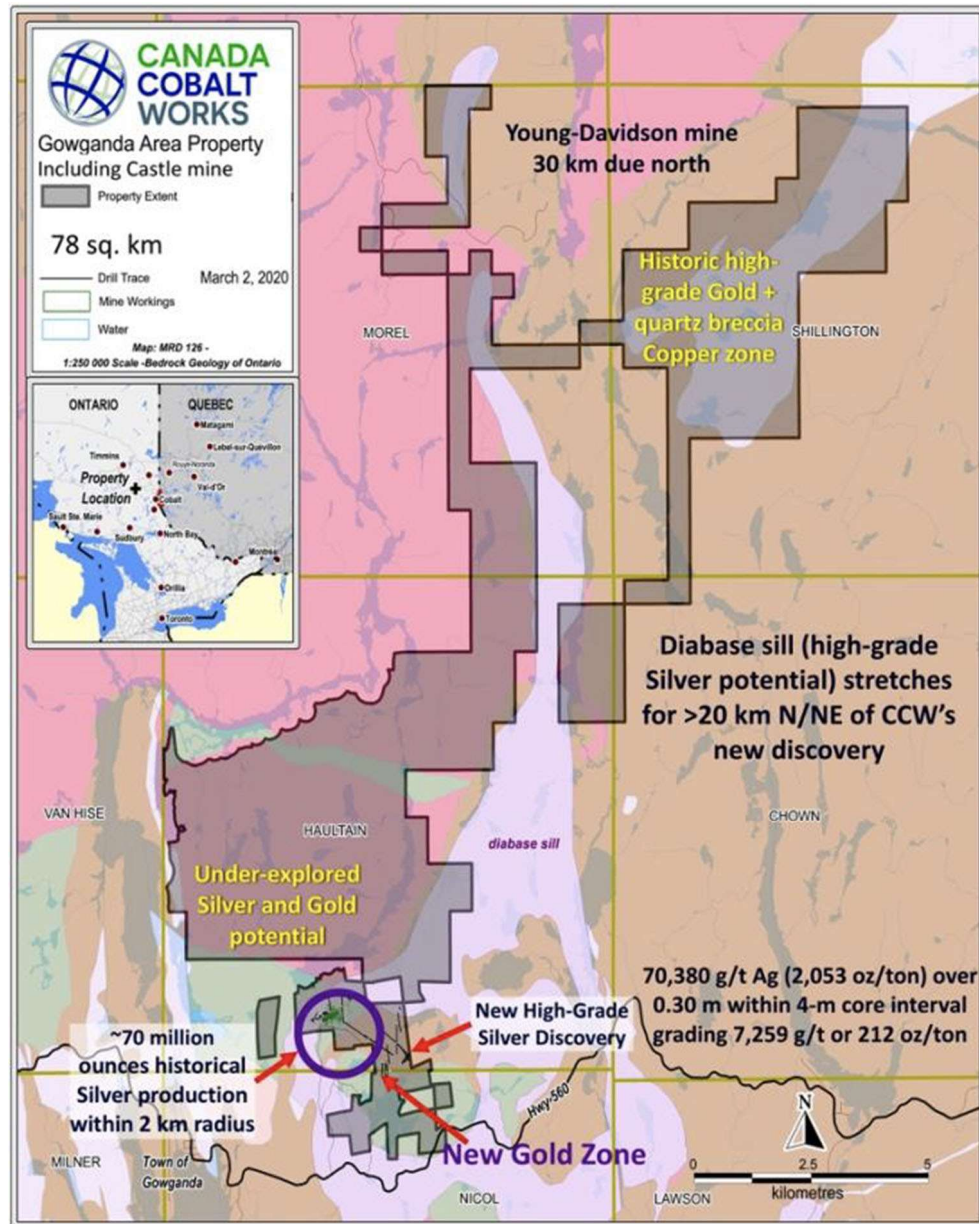 CANADA
COBALT
WORKS
Gowganda Area Property
Including Castle mine
Property Extent
78 sq. km
Drill Trace
March 2, 2020
Mine Workings
Water
Map: MRD 126 -
1:250 000 Scale -Bedrock Geology of Ontario
ONTARIO
QUEBEC
Matagami
Lebel-sur-Quevillon
Timmins
Rouyn-Noranda
Val-d'Or
Property
Location
Cobalt
Sault Ste. Marie
Sudbury
North Bay
Montréal
Orillia
Toronto
Young-Davidson mine
30 km due north
Historic high-
grade Gold +
quartz breccia
Copper zone
MOREL
SHILLINGTON
Diabase sill (high-grade
Silver potential) stretches
for >20 km N/NE of CCW's
new discovery
VAN HISE
HAULTAIN
CHOWN
diabase sill
Under-explored
Silver and Gold
potential
70,380 g/t Ag (2,053 oz/ton) over
0.30 m within 4-m core interval
grading 7,259 g/t or 212 oz/ton
New High-Grade
Silver Discovery
~70 million
ounces historical
Silver production
within 2 km radius
Hwy-560
New Gold Zone
MILNER
Town of
Gowganda
NICOL
LAWSON
N
0 2.5 5
kilometres